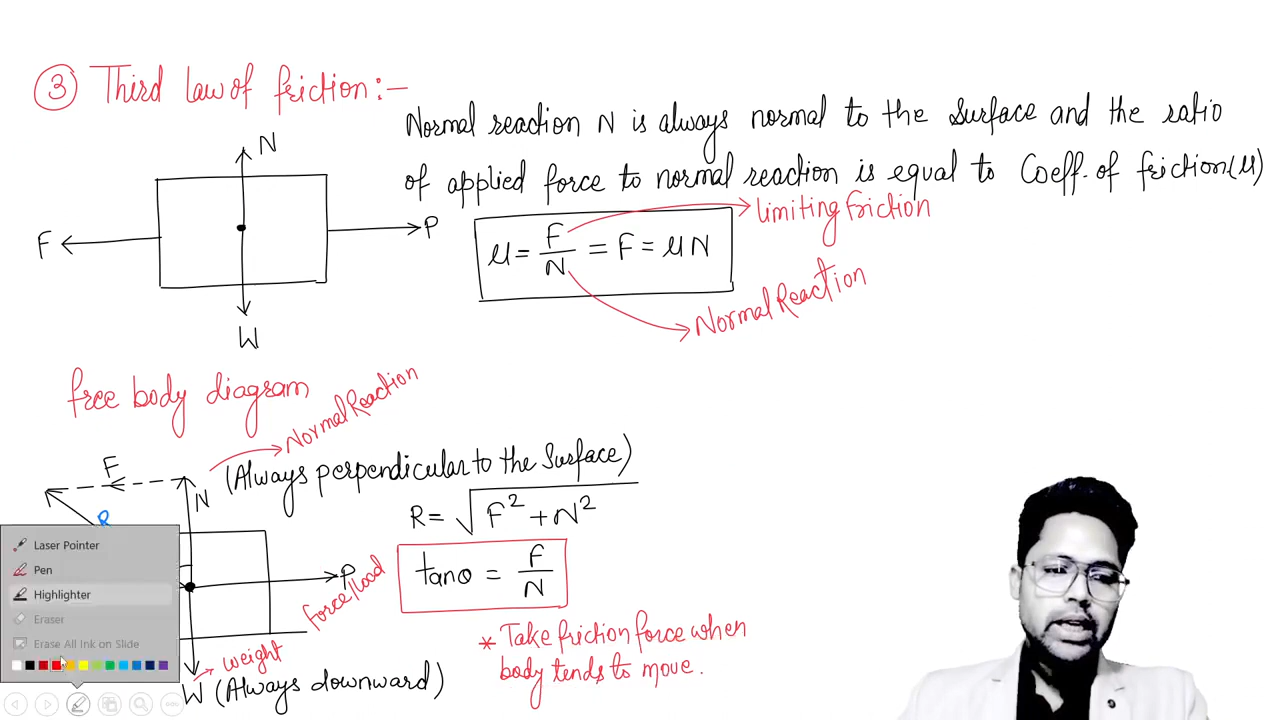 ③ Third law of friction:-
Normal reaction N is always normal to the Surface and the ratio
of applied force to normal reaction is equal to Coeff. of friction(μ)
N
F
P
W
μ = F/N = F = μN
Limiting Friction
Normal Reaction
free body diagram
Normal Reaction
(Always perpendicular to the Surface)
F
N
R
R = √F² + N²
P
force/load
tanθ = F/N
weight
W (Always downward)
* Take friction force when
body tends to move.
Laser Pointer
Pen
Highlighter
Eraser
Erase All Ink on Slide